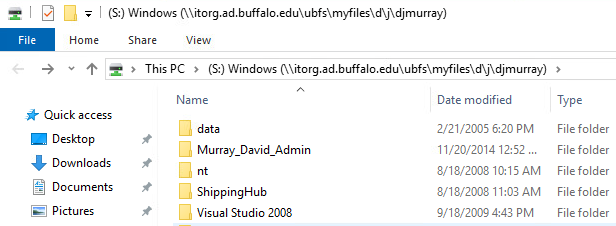 (S:) Windows (\\itorg.ad.buffalo.edu\ubfs\myfiles\d\j\djmurray)
File Home Share View
This PC (S:) Windows (\\itorg.ad.buffalo.edu\ubfs\myfiles\d\j\djmurray)
Name Date modified Type
Quick access
Desktop
Downloads
Documents
Pictures
data 2/21/2005 6:20 PM File folder
Murray_David_Admin 11/20/2014 12:52 ... File folder
nt 8/18/2008 10:15 AM File folder
ShippingHub 8/18/2008 11:03 AM File folder
Visual Studio 2008 9/18/2009 4:43 PM File folder